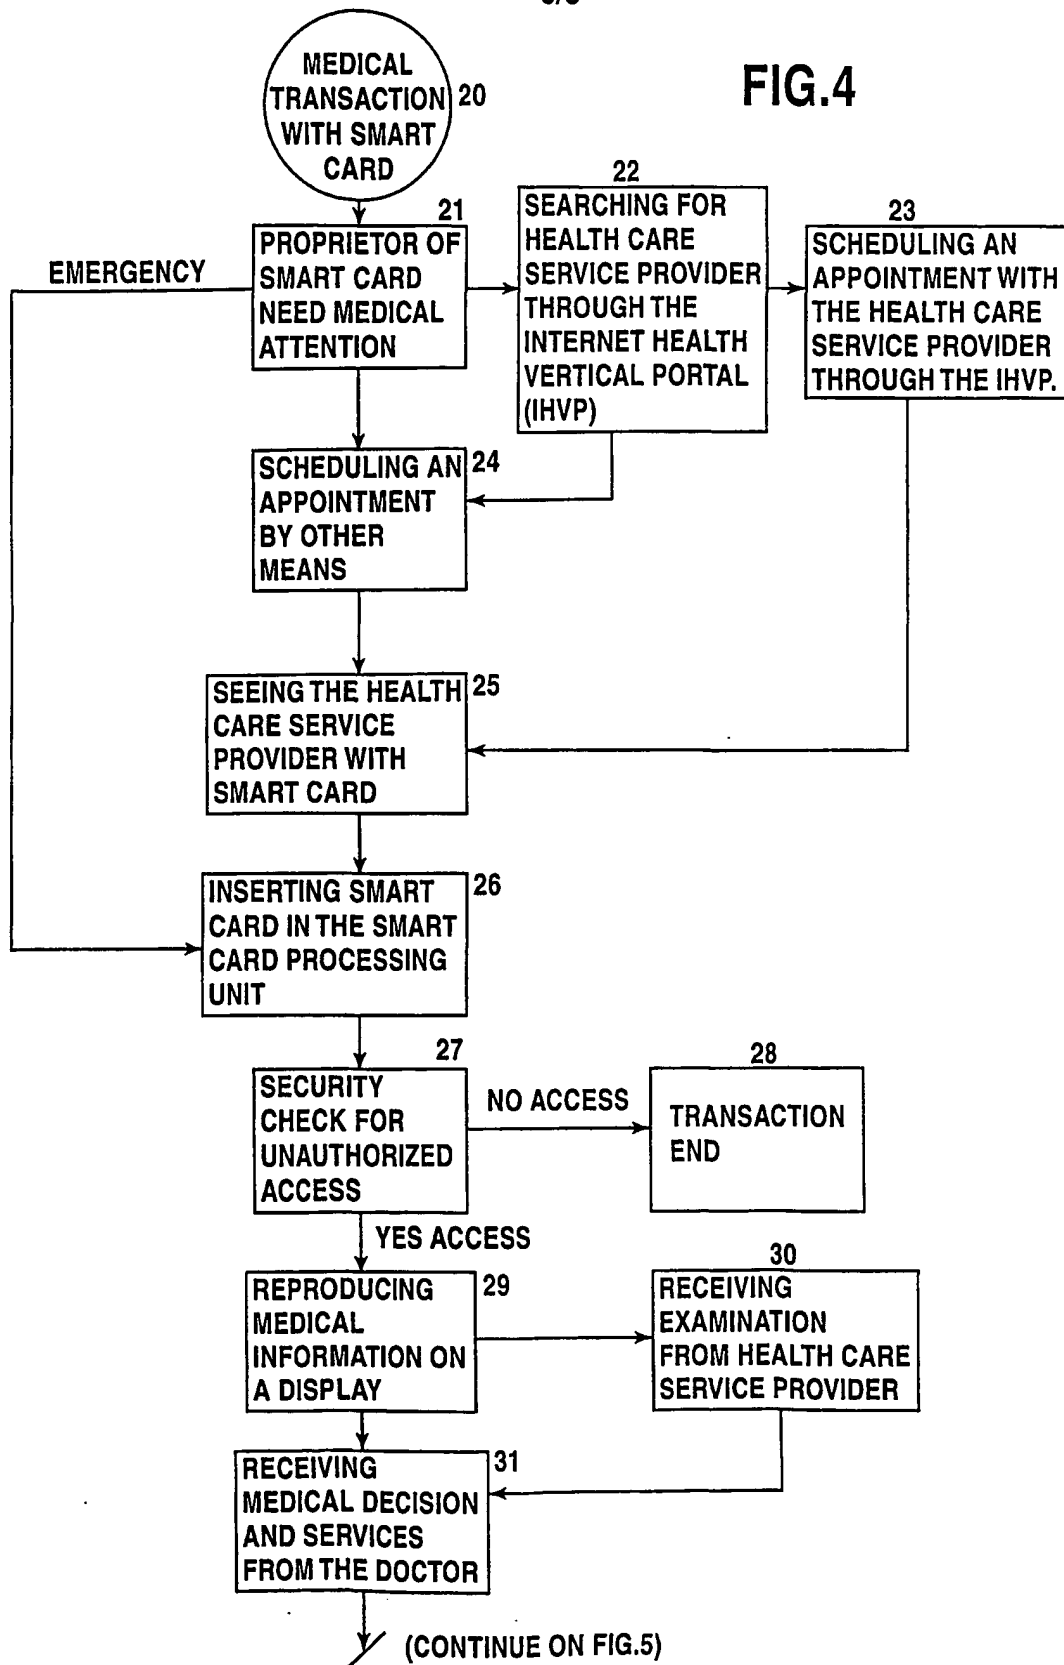 FIG.4
MEDICAL
TRANSACTION
WITH SMART
CARD
20
21
PROPRIETOR OF
SMART CARD
NEED MEDICAL
ATTENTION
EMERGENCY
22
SEARCHING FOR
HEALTH CARE
SERVICE PROVIDER
THROUGH THE
INTERNET HEALTH
VERTICAL PORTAL
(IHVP)
23
SCHEDULING AN
APPOINTMENT WITH
THE HEALTH CARE
SERVICE PROVIDER
THROUGH THE IHVP.
24
SCHEDULING AN
APPOINTMENT
BY OTHER
MEANS
25
SEEING THE HEALTH
CARE SERVICE
PROVIDER WITH
SMART CARD
26
INSERTING SMART
CARD IN THE SMART
CARD PROCESSING
UNIT
27
SECURITY
CHECK FOR
UNAUTHORIZED
ACCESS
NO ACCESS
28
TRANSACTION
END
YES ACCESS
29
REPRODUCING
MEDICAL
INFORMATION ON
A DISPLAY
30
RECEIVING
EXAMINATION
FROM HEALTH CARE
SERVICE PROVIDER
31
RECEIVING
MEDICAL DECISION
AND SERVICES
FROM THE DOCTOR
(CONTINUE ON FIG.5)